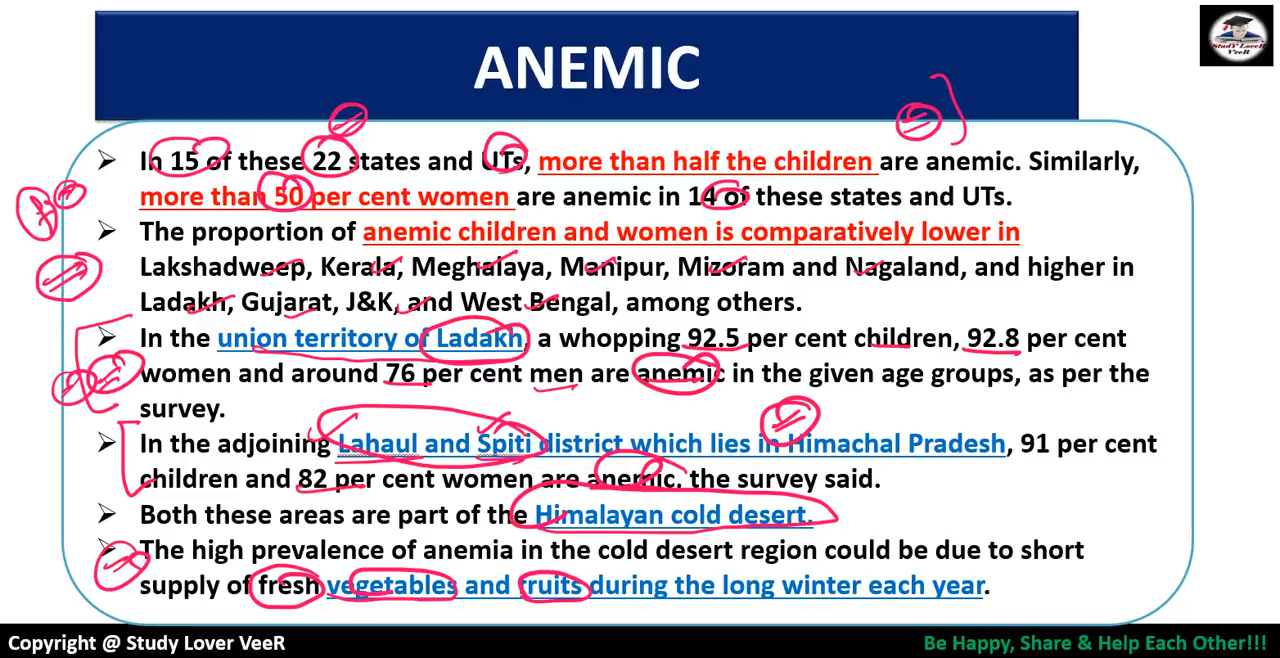 StudY LoveR
VeeR
ANEMIC
➢ In 15 of these 22 states and UTs, more than half the children are anemic. Similarly,
more than 50 per cent women are anemic in 14 of these states and UTs.
➢ The proportion of anemic children and women is comparatively lower in
Lakshadweep, Kerala, Meghalaya, Manipur, Mizoram and Nagaland, and higher in
Ladakh, Gujarat, J&K, and West Bengal, among others.
➢ In the union territory of Ladakh, a whopping 92.5 per cent children, 92.8 per cent
women and around 76 per cent men are anemic in the given age groups, as per the
survey.
➢ In the adjoining Lahaul and Spiti district which lies in Himachal Pradesh, 91 per cent
children and 82 per cent women are anemic, the survey said.
➢ Both these areas are part of the Himalayan cold desert.
➢ The high prevalence of anemia in the cold desert region could be due to short
supply of fresh vegetables and fruits during the long winter each year.
Copyright @ Study Lover VeeR
Be Happy, Share & Help Each Other!!!